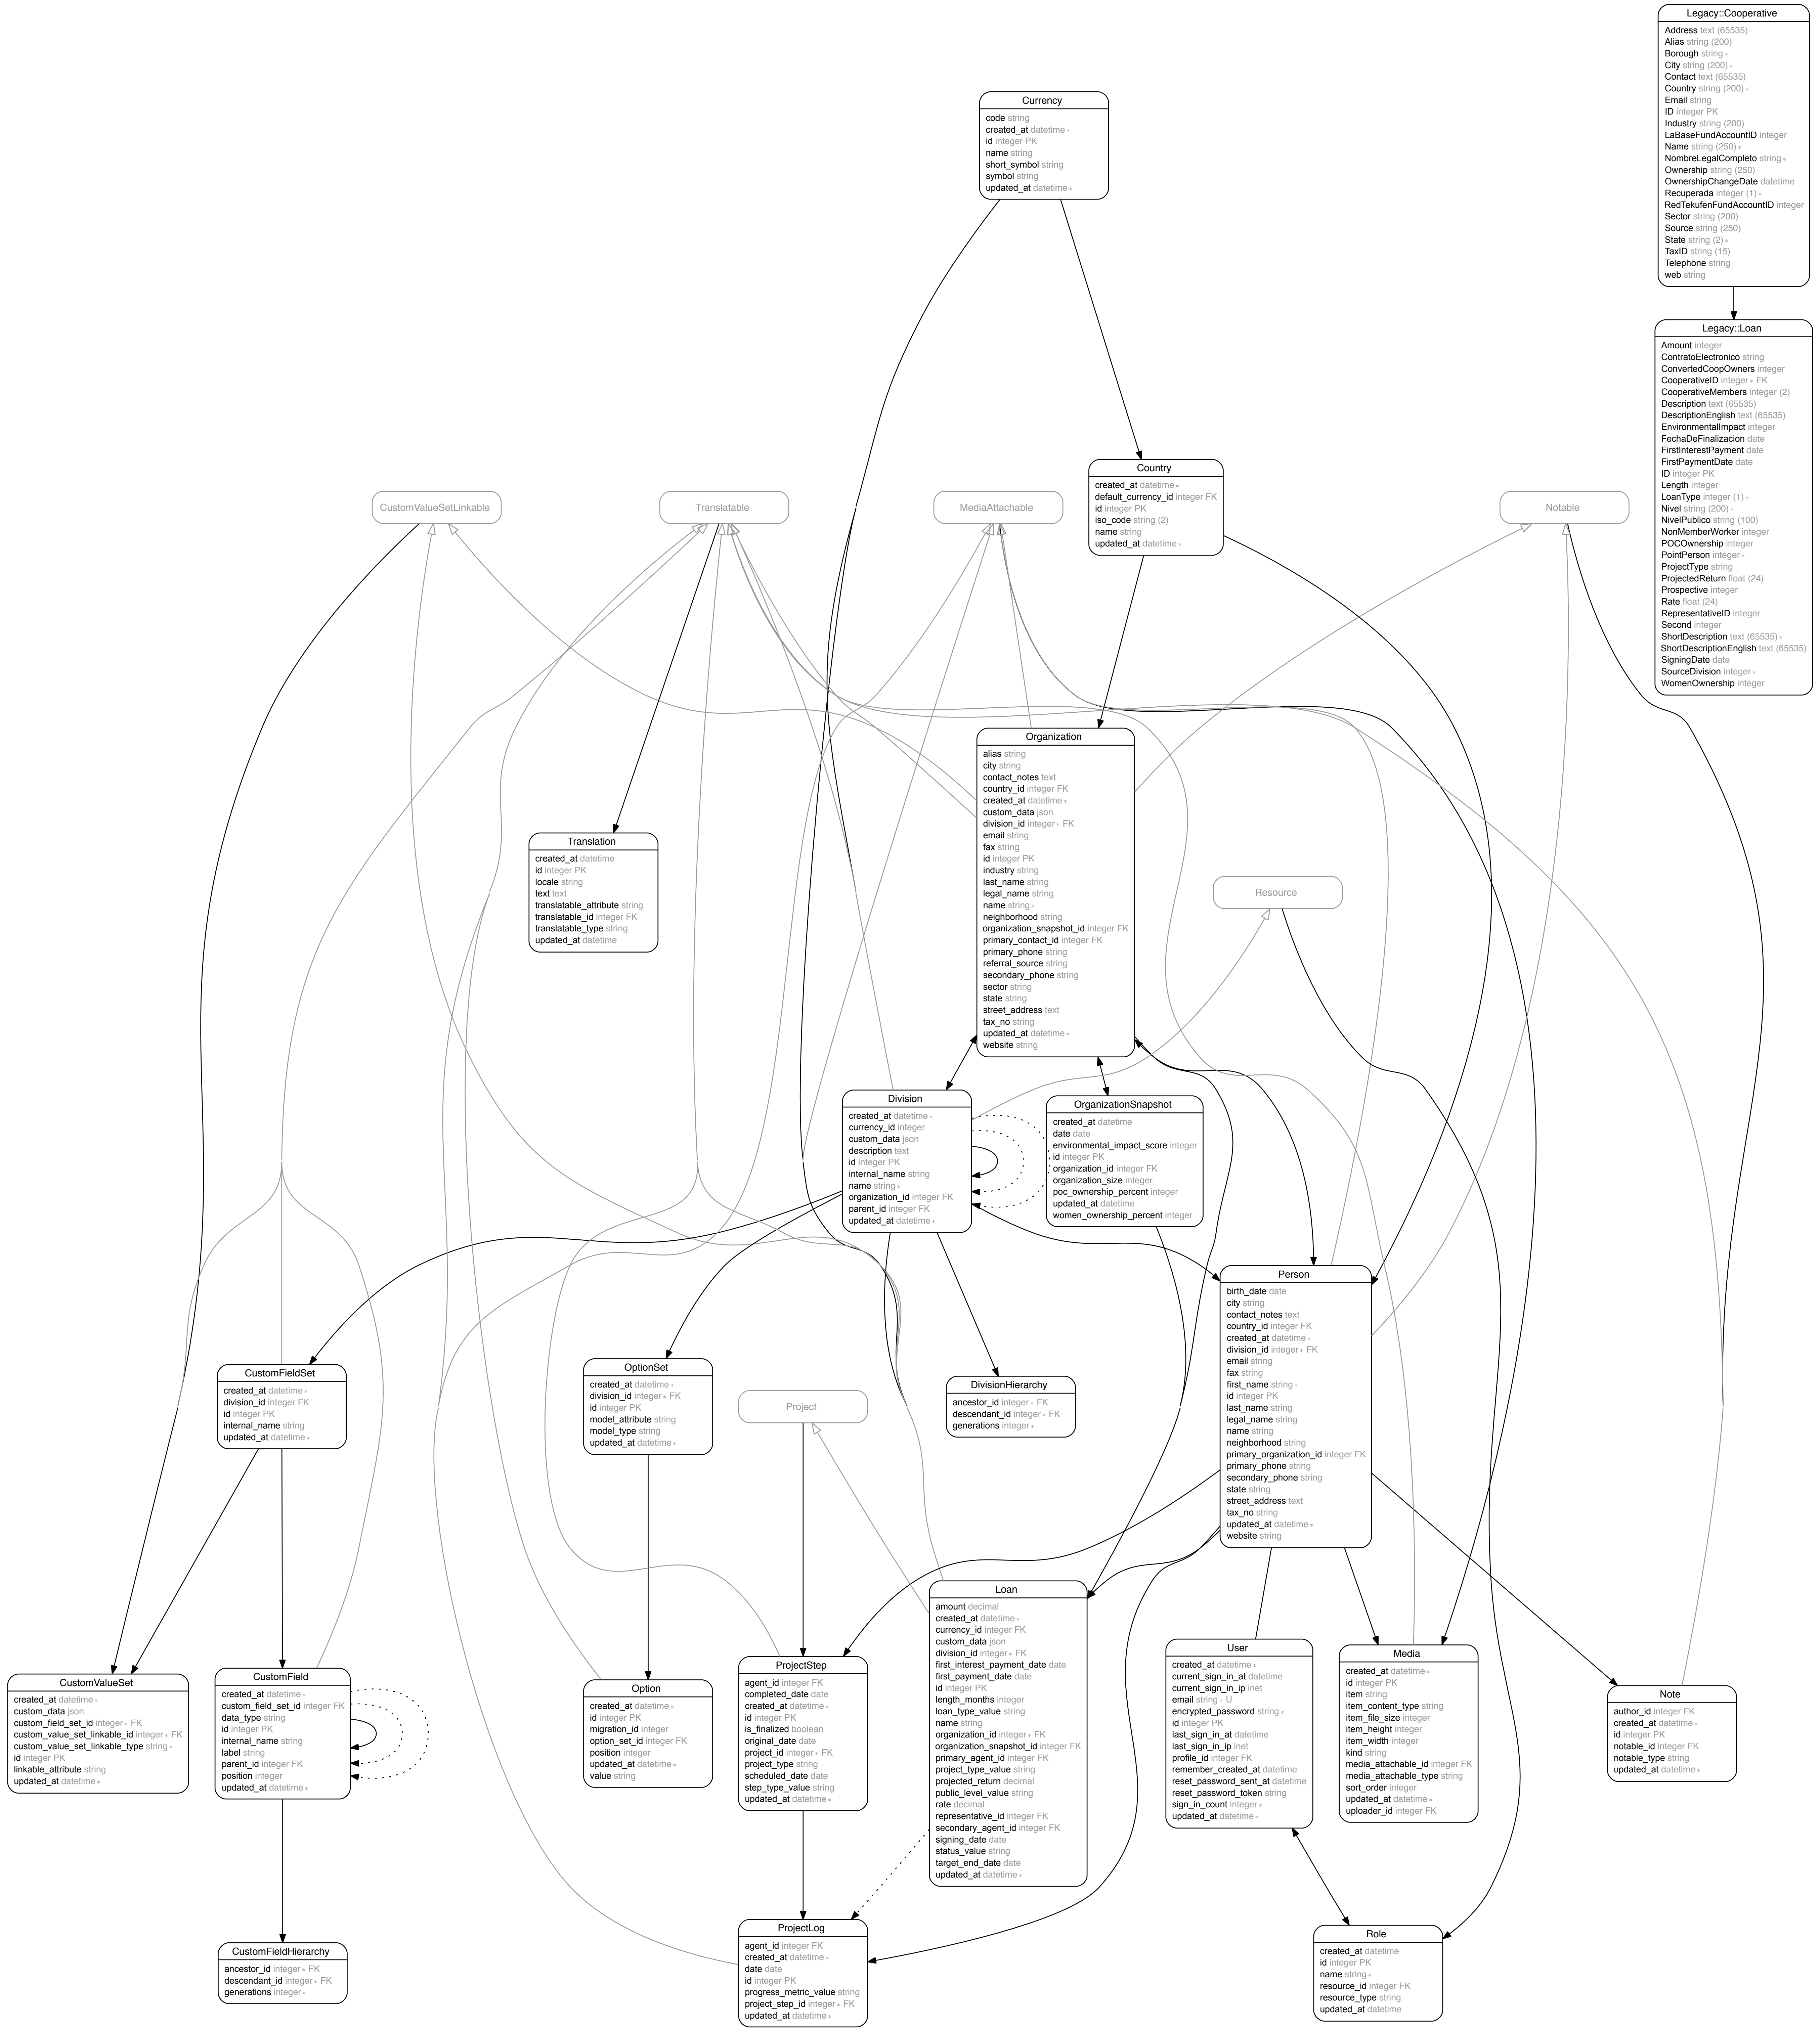 Legacy::Cooperative
Address text (65535)
Alias string (200)
Borough string ∗
City string (200) ∗
Contact text (65535)
Country string (200) ∗
Email string
ID integer PK
Industry string (200)
LaBaseFundAccountID integer
Name string (250) ∗
NombreLegalCompleto string ∗
Ownership string (250)
OwnershipChangeDate datetime
Recuperada integer (1) ∗
RedTekufenFundAccountID integer
Sector string (200)
Source string (250)
State string (2) ∗
TaxID string (15)
Telephone string
web string
Currency
code string
created_at datetime ∗
id integer PK
name string
short_symbol string
symbol string
updated_at datetime ∗
Legacy::Loan
Amount integer
ContratoElectronico string
ConvertedCoopOwners integer
CooperativeID integer ∗ FK
CooperativeMembers integer (2)
Description text (65535)
DescriptionEnglish text (65535)
EnvironmentalImpact integer
FechaDeFinalizacion date
FirstInterestPayment date
FirstPaymentDate date
ID integer PK
Length integer
LoanType integer (1) ∗
Nivel string (200) ∗
NivelPublico string (100)
NonMemberWorker integer
POCOwnership integer
PointPerson integer ∗
ProjectType string
ProjectedReturn float (24)
Prospective integer
Rate float (24)
RepresentativeID integer
Second integer
ShortDescription text (65535) ∗
ShortDescriptionEnglish text (65535)
SigningDate date
SourceDivision integer ∗
WomenOwnership integer
Country
created_at datetime ∗
default_currency_id integer FK
id integer PK
iso_code string (2)
name string
updated_at datetime ∗
CustomValueSetLinkable
Translatable
MediaAttachable
Notable
Organization
alias string
city string
contact_notes text
country_id integer FK
created_at datetime ∗
custom_data json
division_id integer ∗ FK
email string
fax string
id integer PK
industry string
last_name string
legal_name string
name string ∗
neighborhood string
organization_snapshot_id integer FK
primary_contact_id integer FK
primary_phone string
referral_source string
secondary_phone string
sector string
state string
street_address text
tax_no string
updated_at datetime ∗
website string
Translation
created_at datetime
id integer PK
locale string
text text
translatable_attribute string
translatable_id integer FK
translatable_type string
updated_at datetime
Resource
Division
created_at datetime ∗
currency_id integer
custom_data json
description text
id integer PK
internal_name string
name string ∗
organization_id integer FK
parent_id integer FK
updated_at datetime ∗
OrganizationSnapshot
created_at datetime
date date
environmental_impact_score integer
id integer PK
organization_id integer FK
organization_size integer
poc_ownership_percent integer
updated_at datetime
women_ownership_percent integer
Person
birth_date date
city string
contact_notes text
country_id integer FK
created_at datetime ∗
division_id integer ∗ FK
email string
fax string
first_name string ∗
id integer PK
last_name string
legal_name string
name string
neighborhood string
primary_organization_id integer FK
primary_phone string
secondary_phone string
state string
street_address text
tax_no string
updated_at datetime ∗
website string
CustomFieldSet
created_at datetime ∗
division_id integer FK
id integer PK
internal_name string
updated_at datetime ∗
OptionSet
created_at datetime ∗
division_id integer ∗ FK
id integer PK
model_attribute string
model_type string
updated_at datetime ∗
DivisionHierarchy
ancestor_id integer ∗ FK
descendant_id integer ∗ FK
generations integer ∗
Project
Loan
amount decimal
created_at datetime ∗
currency_id integer FK
custom_data json
division_id integer ∗ FK
first_interest_payment_date date
first_payment_date date
id integer PK
length_months integer
loan_type_value string
name string
organization_id integer ∗ FK
organization_snapshot_id integer FK
primary_agent_id integer FK
project_type_value string
projected_return decimal
public_level_value string
rate decimal
representative_id integer FK
secondary_agent_id integer FK
signing_date date
status_value string
target_end_date date
updated_at datetime ∗
CustomValueSet
created_at datetime ∗
custom_data json
custom_field_set_id integer ∗ FK
custom_value_set_linkable_id integer ∗ FK
custom_value_set_linkable_type string ∗
id integer PK
linkable_attribute string
updated_at datetime ∗
CustomField
created_at datetime ∗
custom_field_set_id integer FK
data_type string
id integer PK
internal_name string
label string
parent_id integer FK
position integer
updated_at datetime ∗
Option
created_at datetime ∗
id integer PK
migration_id integer
option_set_id integer FK
position integer
updated_at datetime ∗
value string
ProjectStep
agent_id integer FK
completed_date date
created_at datetime ∗
id integer PK
is_finalized boolean
original_date date
project_id integer ∗ FK
project_type string
scheduled_date date
step_type_value string
updated_at datetime ∗
User
created_at datetime ∗
current_sign_in_at datetime
current_sign_in_ip inet
email string ∗ U
encrypted_password string ∗
id integer PK
last_sign_in_at datetime
last_sign_in_ip inet
profile_id integer FK
remember_created_at datetime
reset_password_sent_at datetime
reset_password_token string
sign_in_count integer ∗
updated_at datetime ∗
Media
created_at datetime ∗
id integer PK
item string
item_content_type string
item_file_size integer
item_height integer
item_width integer
kind string
media_attachable_id integer FK
media_attachable_type string
sort_order integer
updated_at datetime ∗
uploader_id integer FK
Note
author_id integer FK
created_at datetime ∗
id integer PK
notable_id integer FK
notable_type string
updated_at datetime ∗
CustomFieldHierarchy
ancestor_id integer ∗ FK
descendant_id integer ∗ FK
generations integer ∗
ProjectLog
agent_id integer FK
created_at datetime ∗
date date
id integer PK
progress_metric_value string
project_step_id integer ∗ FK
updated_at datetime ∗
Role
created_at datetime
id integer PK
name string ∗
resource_id integer FK
resource_type string
updated_at datetime